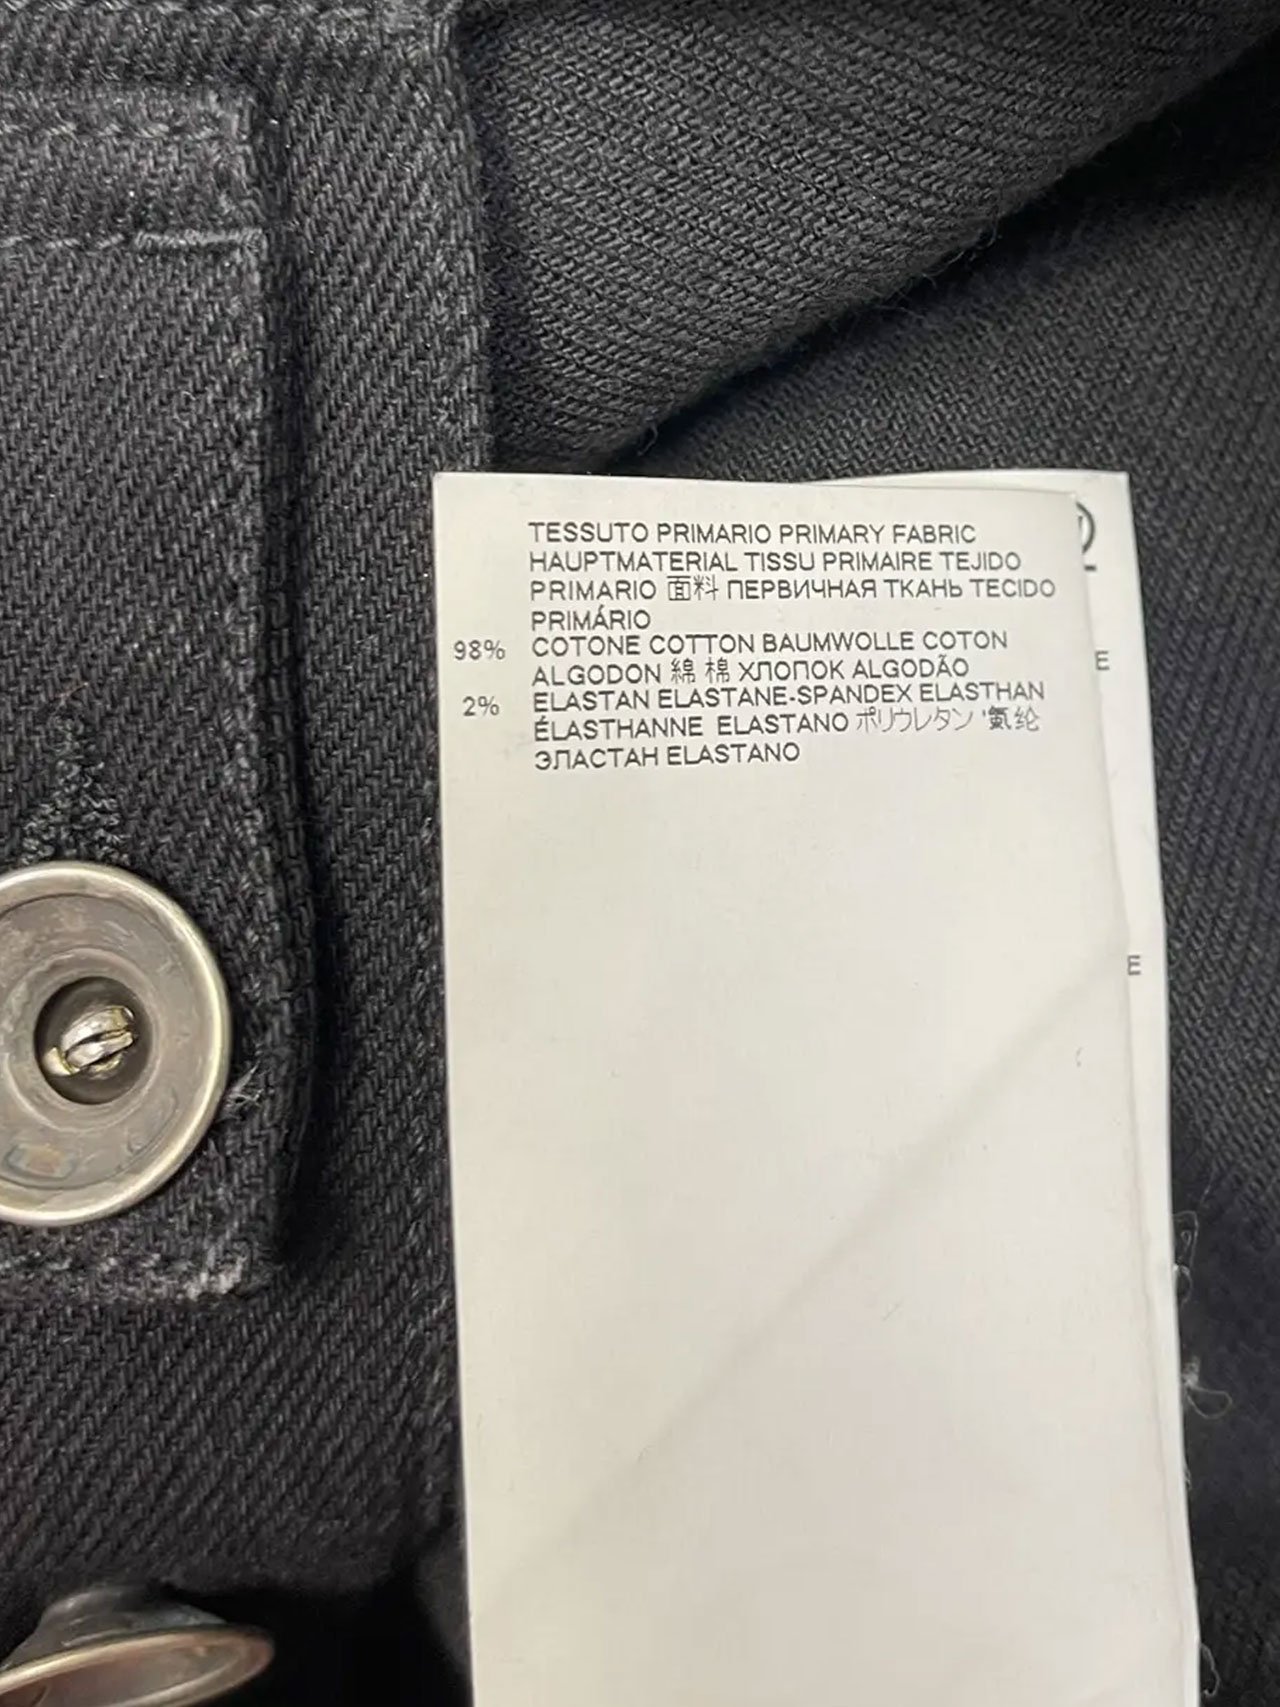 TESSUTO PRIMARIO PRIMARY FABRIC
HAUPTMATERIAL TISSU PRIMAIRE TEJIDO
PRIMARIO 面料 ПЕРВИЧНАЯ ТКАНЬ TECIDO
PRIMÁRIO
98% COTONE COTTON BAUMWOLLE COTON
ALGODON 綿 棉 ХЛОПОК ALGODÃO
2% ELASTAN ELASTANE-SPANDEX ELASTHAN
ÉLASTHANNE ELASTANO ポリウレタン '氨纶
ЭЛАСТАН ELASTANO
E
E